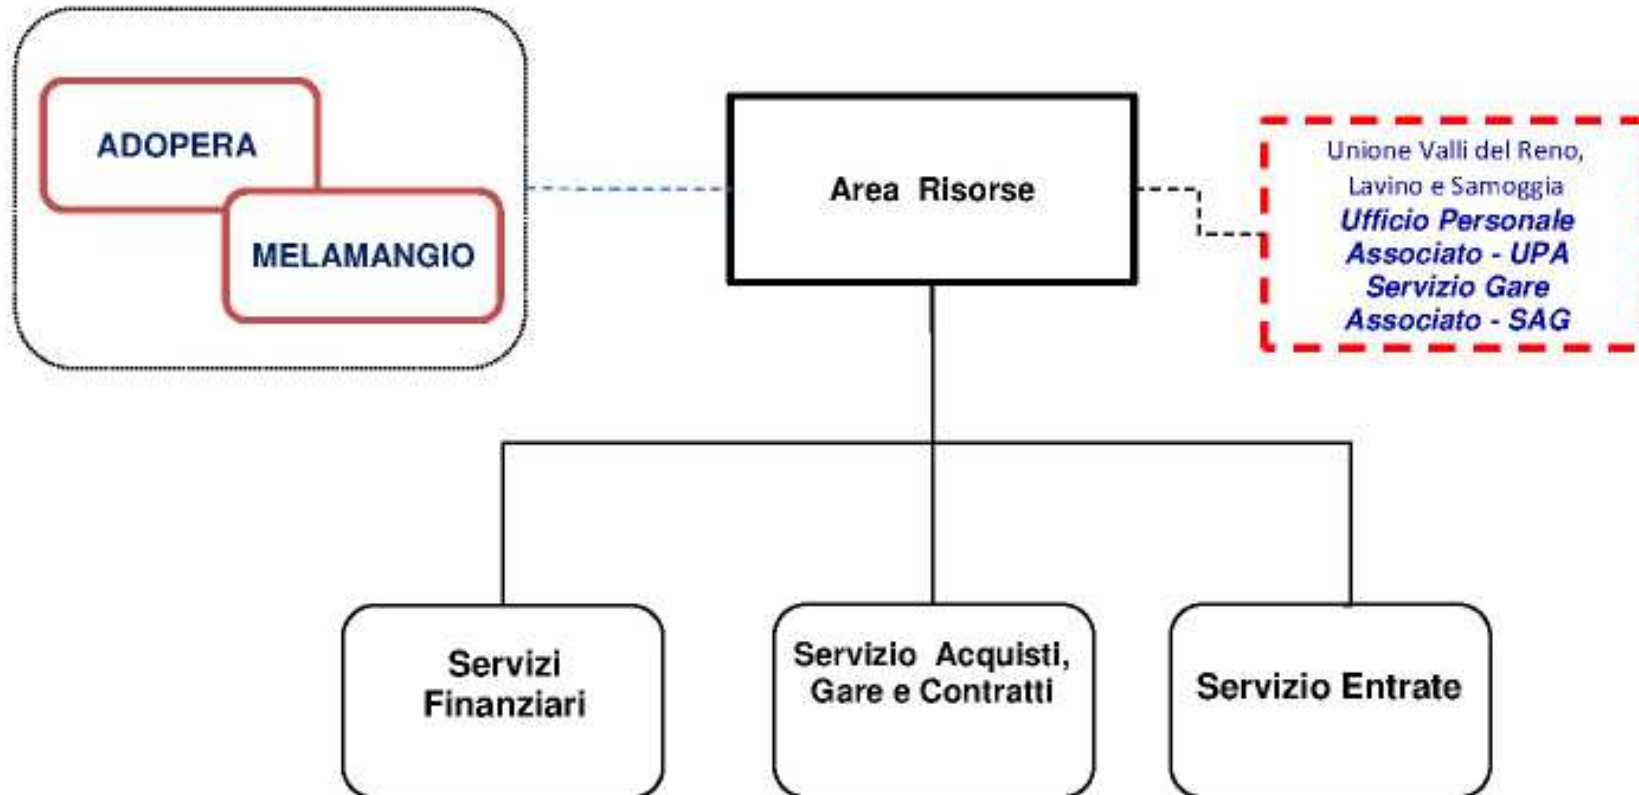 ADOPERA
MELAMANGIO
Area Risorse
Unione Valli del Reno,
Lavino e Samoggia
Ufficio Personale
Associato - UPA
Servizio Gare
Associato - SAG
Servizi
Finanziari
Servizio Acquisti,
Gare e Contratti
Servizio Entrate